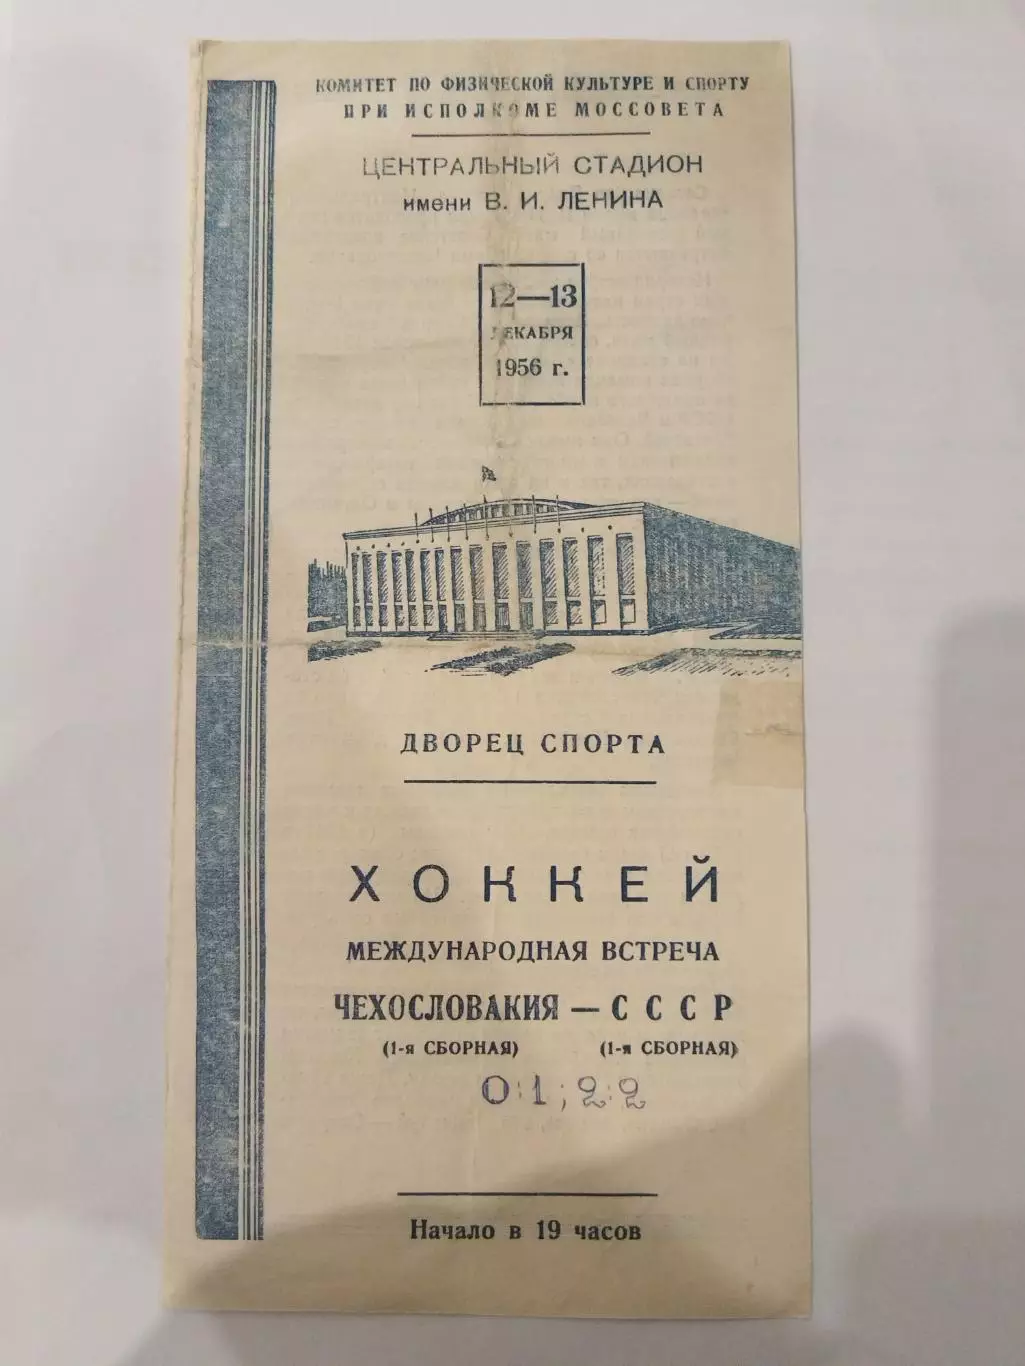 КОМИТЕТ ПО ФИЗИЧЕСКОЙ КУЛЬТУРЕ И СПОРТУ
ПРИ ИСПОЛКОМЕ МОССОВЕТА
ЦЕНТРАЛЬНЫЙ СТАДИОН
имени В. И. ЛЕНИНА
12—13
ДЕКАБРЯ
1956 г.
ДВОРЕЦ СПОРТА
ХОККЕЙ
МЕЖДУНАРОДНАЯ ВСТРЕЧА
ЧЕХОСЛОВАКИЯ — СССР
(1-я СБОРНАЯ) (1-я СБОРНАЯ)
0:1; 2:2
Начало в 19 часов